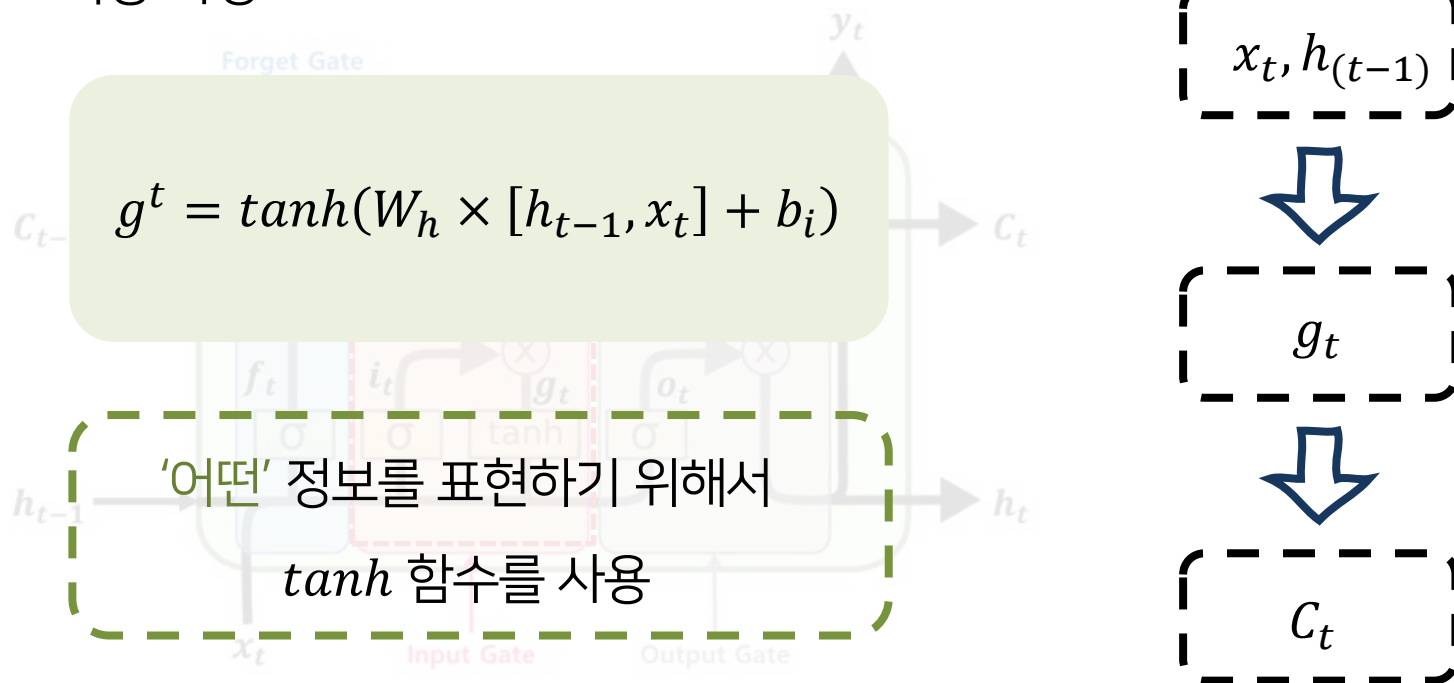 y_t
Forget Gate
g^t = tanh(W_h × [h_{t−1}, x_t] + b_i)
C_{t−
C_t
f_t
i_t
g_t
o_t
σ
σ
tanh
σ
‘어떤’ 정보를 표현하기 위해서
tanh 함수를 사용
h_{t−1}
h_t
x_t
Input Gate
Output Gate
x_t, h_{(t−1)}
g_t
C_t